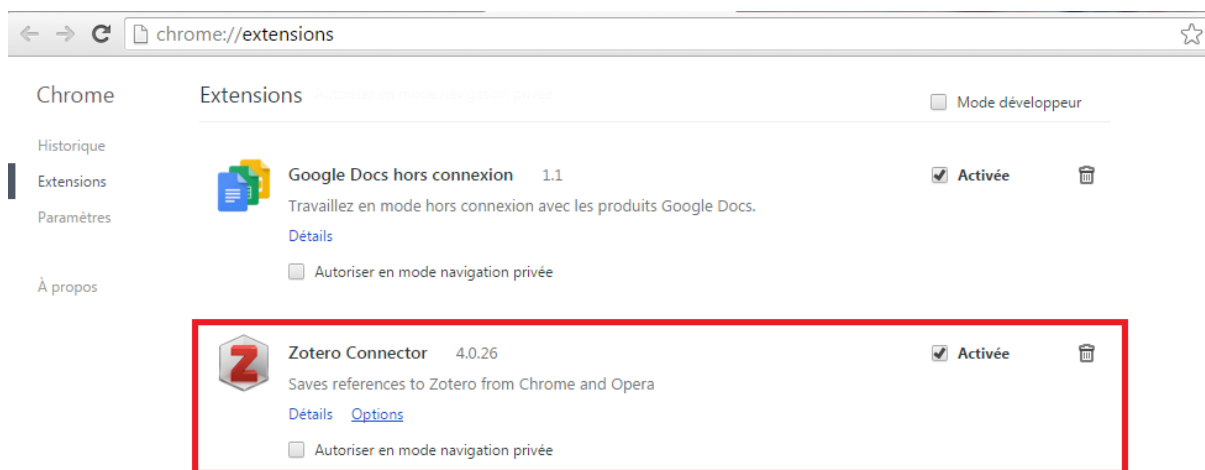 chrome://extensions
Chrome
Extensions
Mode développeur
Historique
Extensions
Paramètres
À propos
Google Docs hors connexion 1.1
Activée
Travaillez en mode hors connexion avec les produits Google Docs.
Détails
Autoriser en mode navigation privée
Z
Zotero Connector 4.0.26
Activée
Saves references to Zotero from Chrome and Opera
Détails Options
Autoriser en mode navigation privée